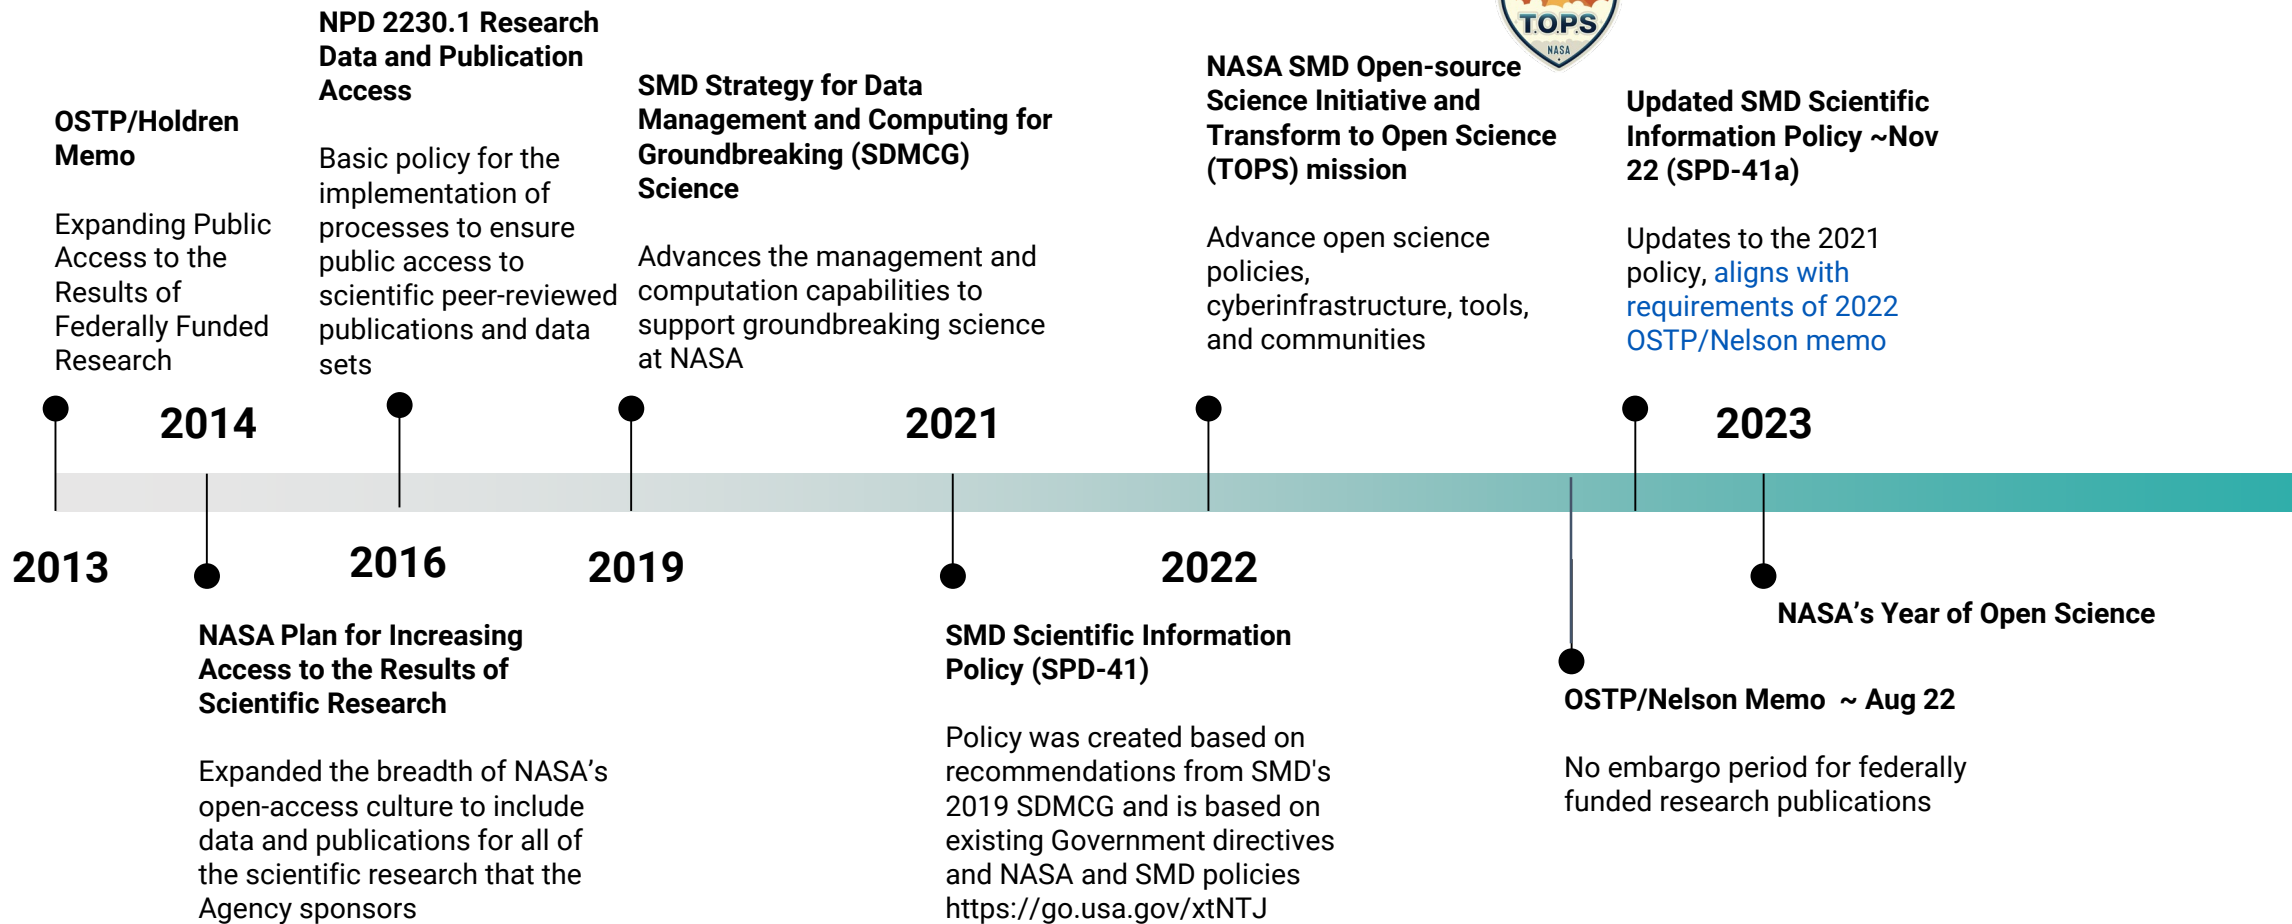 T.O.P.S
NASA
OSTP/Holdren
Memo
Expanding Public
Access to the
Results of
Federally Funded
Research
NPD 2230.1 Research
Data and Publication
Access
Basic policy for the
implementation of
processes to ensure
public access to
scientific peer-reviewed
publications and data
sets
SMD Strategy for Data
Management and Computing for
Groundbreaking (SDMCG)
Science
Advances the management and
computation capabilities to
support groundbreaking science
at NASA
NASA SMD Open-source
Science Initiative and
Transform to Open Science
(TOPS) mission
Advance open science
policies,
cyberinfrastructure, tools,
and communities
Updated SMD Scientific
Information Policy ~Nov
22 (SPD-41a)
Updates to the 2021
policy, aligns with
requirements of 2022
OSTP/Nelson memo
2014
2021
2023
2013
2016
2019
2022
NASA Plan for Increasing
Access to the Results of
Scientific Research
Expanded the breadth of NASA’s
open-access culture to include
data and publications for all of
the scientific research that the
Agency sponsors
SMD Scientific Information
Policy (SPD-41)
Policy was created based on
recommendations from SMD's
2019 SDMCG and is based on
existing Government directives
and NASA and SMD policies
https://go.usa.gov/xtNTJ
OSTP/Nelson Memo ~ Aug 22
No embargo period for federally
funded research publications
NASA’s Year of Open Science